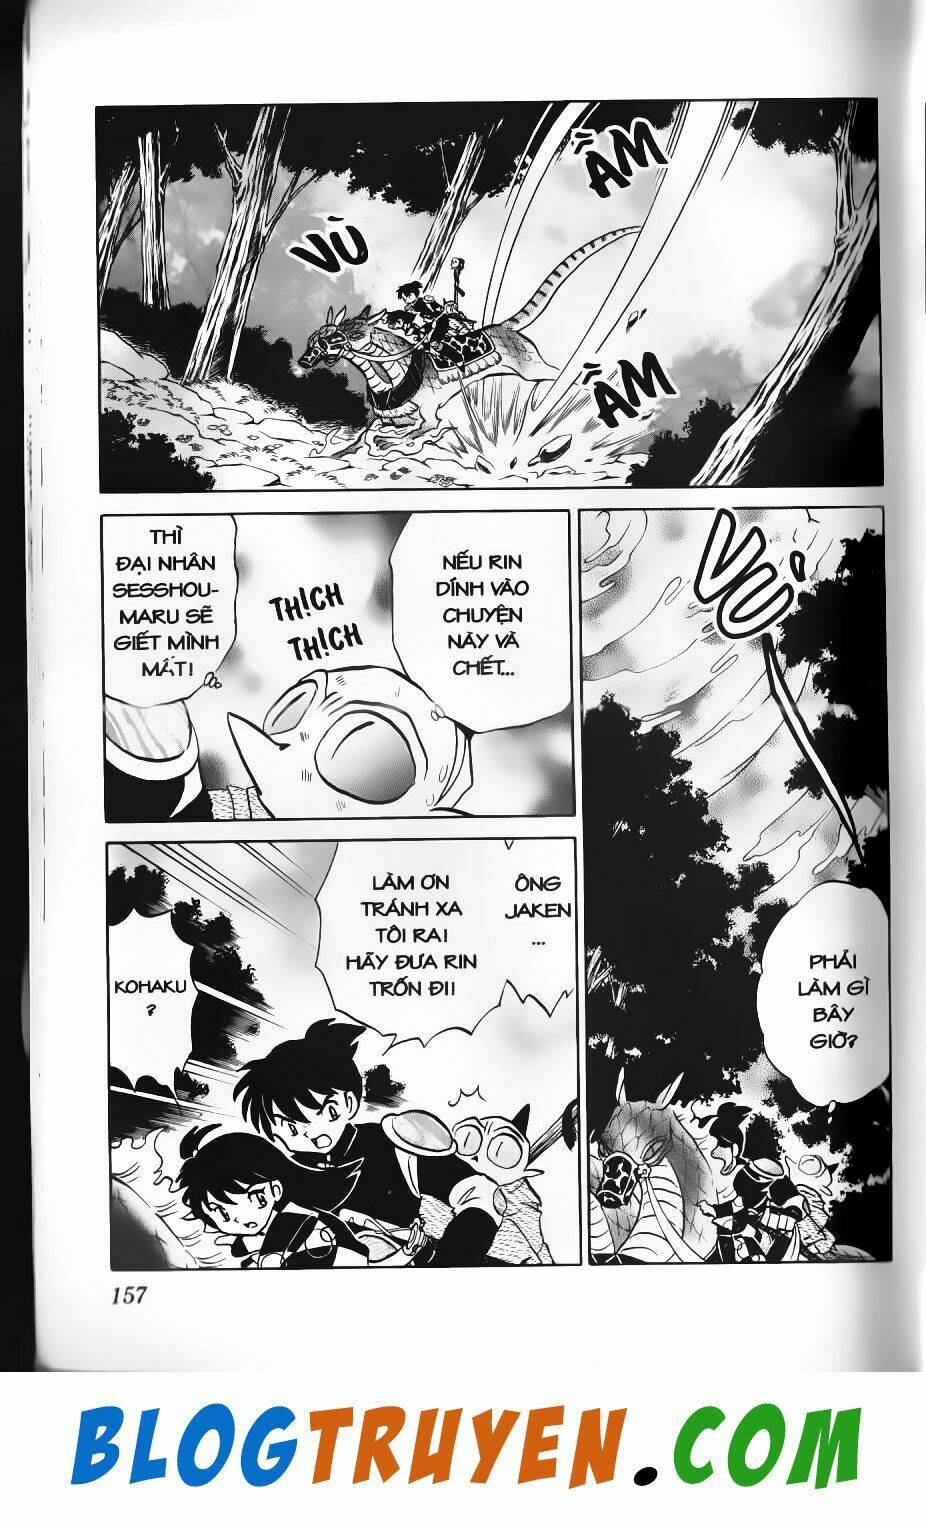 ẦM
VÙ
ẦM
VÙ
PHẢI
LÀM GÌ
BÂY
GIỜ?
NẾU RIN
DÍNH VÀO
CHUYỆN
NÀY VÀ
CHẾT...
THỊCH
THỊCH
THÌ
ĐẠI NHÂN
SESSHOU-
MARU SẼ
GIẾT MÌNH
MẤT!
ÔNG
JAKEN
...
LÀM ƠN
TRÁNH XA
TÔI RA!
HÃY ĐƯA RIN
TRỐN ĐI!
KOHAKU
?
157
BLOGTRUYEN.COM